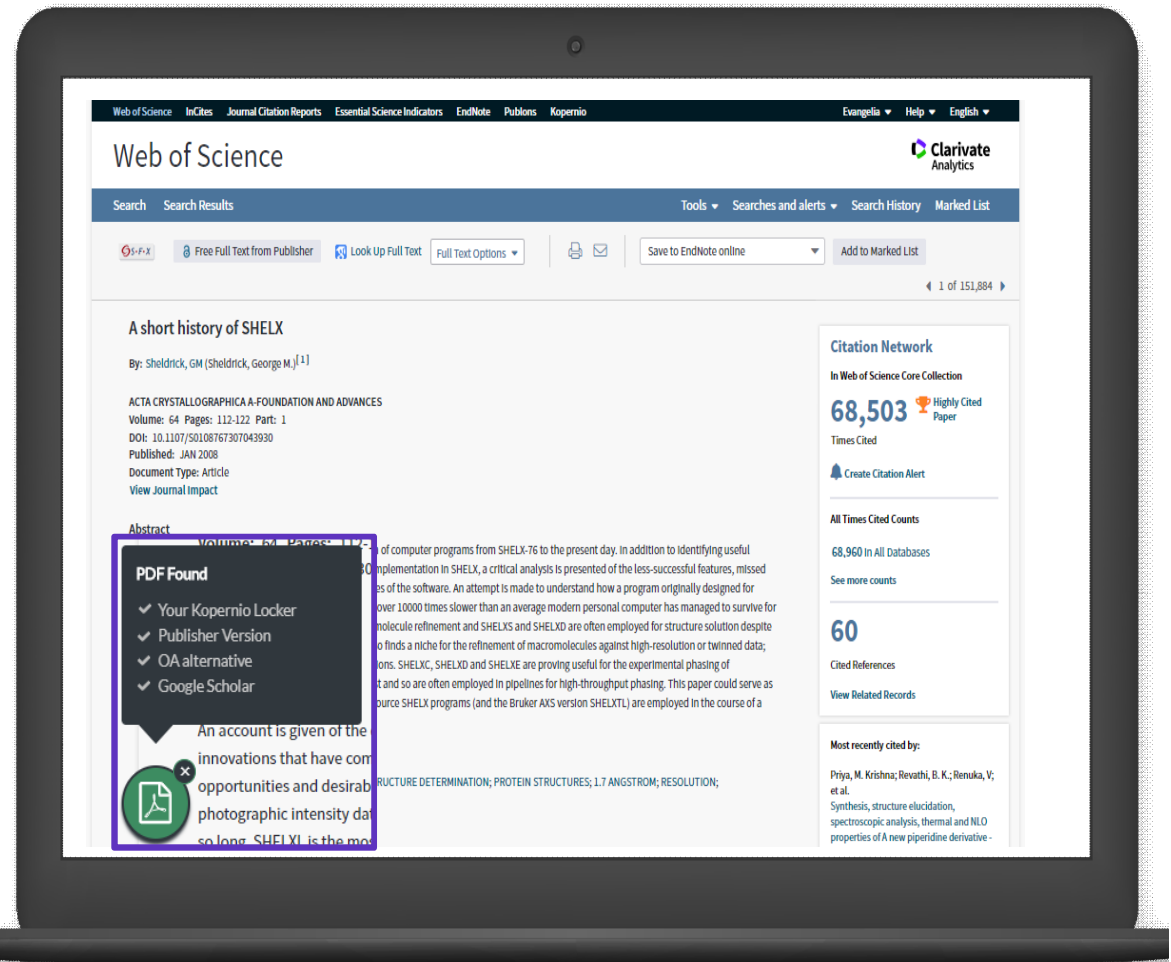 Web of Science InCites Journal Citation Reports Essential Science Indicators EndNote Publons Kopernio Evangelia Help English
Web of Science
Clarivate
Analytics
Search Search Results Tools Searches and alerts Search History Marked List
S·F·X Free Full Text from Publisher Look Up Full Text Full Text Options Save to EndNote online Add to Marked List
1 of 151,884
A short history of SHELX
By: Sheldrick, GM (Sheldrick, George M.)[1]
ACTA CRYSTALLOGRAPHICA A-FOUNDATION AND ADVANCES
Volume: 64 Pages: 112-122 Part: 1
DOI: 10.1107/S0108767307043930
Published: JAN 2008
Document Type: Article
View Journal Impact
Abstract
of computer programs from SHELX-76 to the present day. In addition to identifying useful
mplementation in SHELX, a critical analysis is presented of the less-successful features, missed
es of the software. An attempt is made to understand how a program originally designed for
over 10000 times slower than an average modern personal computer has managed to survive for
molecule refinement and SHELXS and SHELXD are often employed for structure solution despite
o finds a niche for the refinement of macromolecules against high-resolution or twinned data;
ons. SHELXC, SHELXD and SHELXE are proving useful for the experimental phasing of
t and so are often employed in pipelines for high-throughput phasing. This paper could serve as
ource SHELX programs (and the Bruker AXS version SHELXTL) are employed in the course of a
RUCTURE DETERMINATION; PROTEIN STRUCTURES; 1.7 ANGSTROM; RESOLUTION;
Volume: 64 Pages: 112-
30
PDF Found
Your Kopernio Locker
Publisher Version
OA alternative
Google Scholar
An account is given of the
innovations that have com
opportunities and desirab
photographic intensity dat
so long. SHELXL is the mos
Citation Network
In Web of Science Core Collection
68,503 Highly Cited
Paper
Times Cited
Create Citation Alert
All Times Cited Counts
68,960 in All Databases
See more counts
60
Cited References
View Related Records
Most recently cited by:
Priya, M. Krishna; Revathi, B. K.; Renuka, V;
et al.
Synthesis, structure elucidation,
spectroscopic analysis, thermal and NLO
properties of A new piperidine derivative -